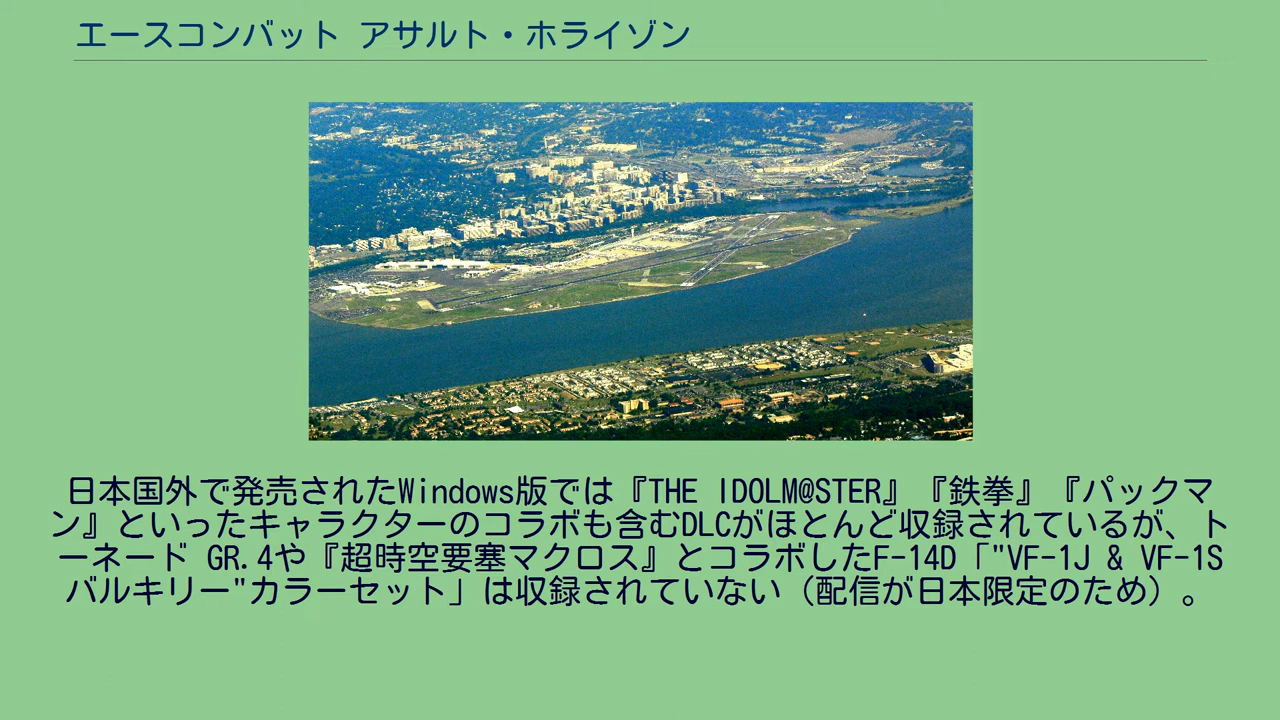 エースコンバット アサルト・ホライゾン
日本国外で発売されたWindows版では『THE IDOLM@STER』『鉄拳』『パックマ
ン』といったキャラクターのコラボも含むDLCがほとんど収録されているが、ト
ーネード GR.4や『超時空要塞マクロス』とコラボしたF-14D「"VF-1J & VF-1S
バルキリー"カラーセット」は収録されていない（配信が日本限定のため）。